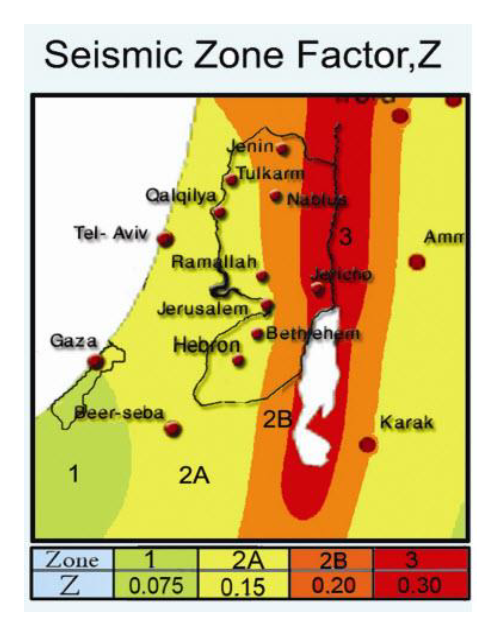 Seismic Zone Factor,Z
Jenin
Tulkarm
Qalqilya
Nablus
Tel- Aviv
3
Amm
Ramallah
Jericho
Jerusalem
Gaza
Hebron
Bethlehem
Beer-seba
2B
Karak
1
2A
Zone 1 2A 2B 3
Z 0.075 0.15 0.20 0.30